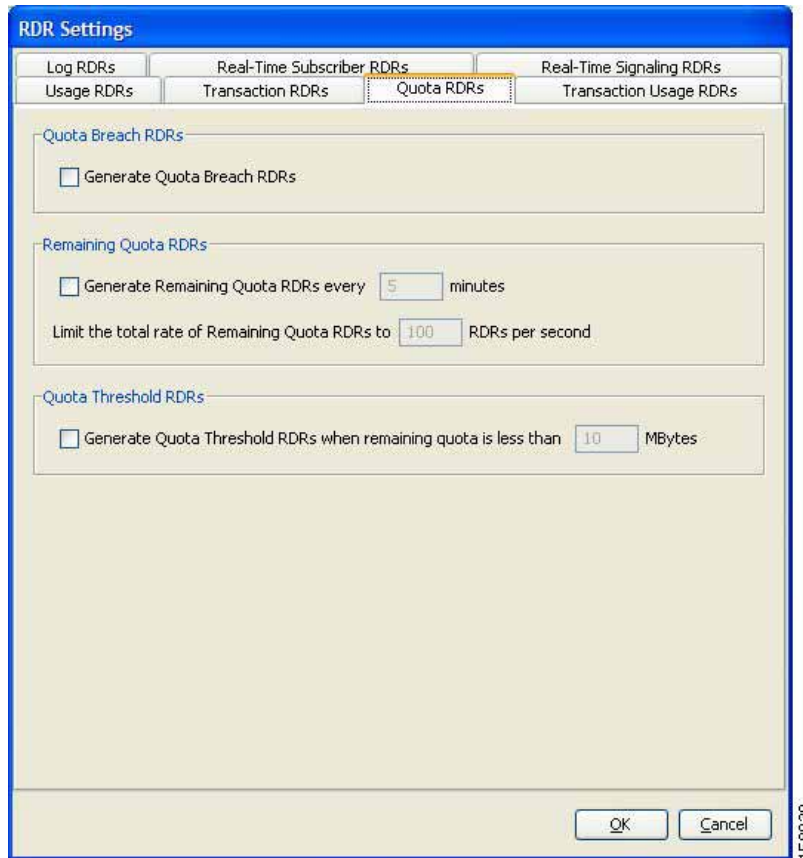 RDR Settings
Log RDRs Real-Time Subscriber RDRs Real-Time Signaling RDRs
Usage RDRs Transaction RDRs Quota RDRs Transaction Usage RDRs
Quota Breach RDRs
Generate Quota Breach RDRs
Remaining Quota RDRs
Generate Remaining Quota RDRs every 5 minutes
Limit the total rate of Remaining Quota RDRs to 100 RDRs per second
Quota Threshold RDRs
Generate Quota Threshold RDRs when remaining quota is less than 10 MBytes
OK Cancel